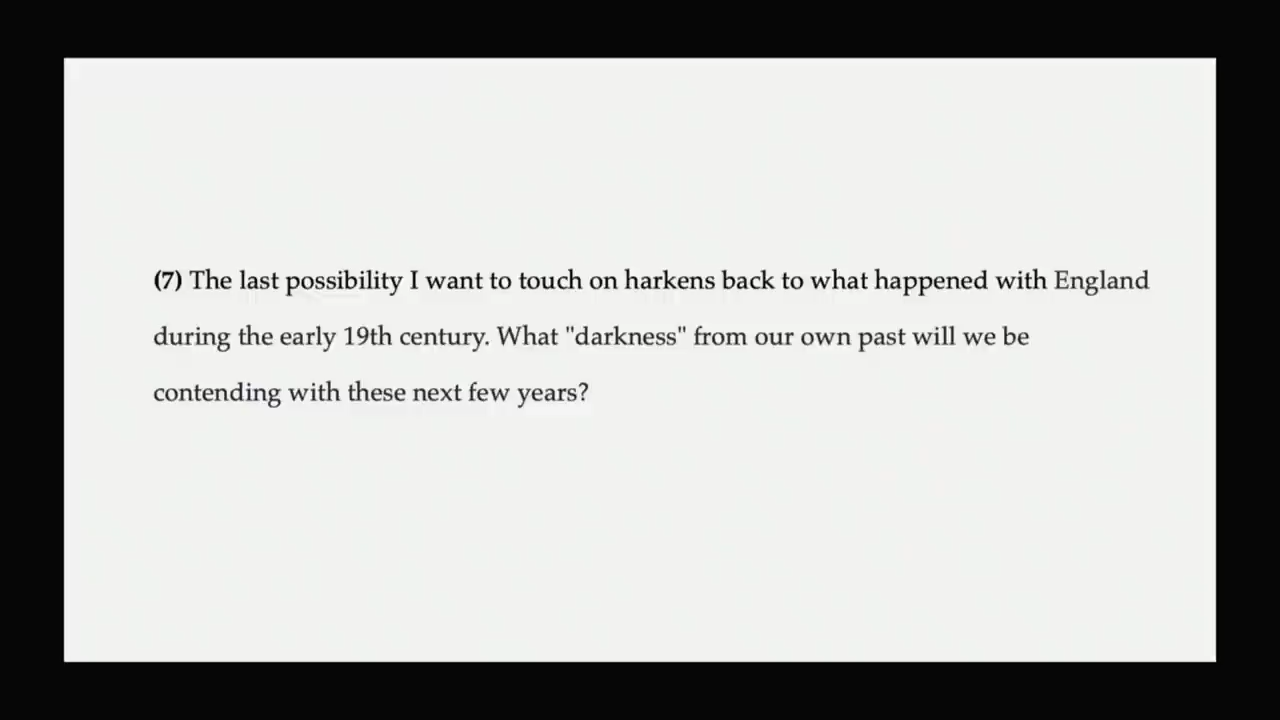 (7) The last possibility I want to touch on harkens back to what happened with England
during the early 19th century. What "darkness" from our own past will we be
contending with these next few years?